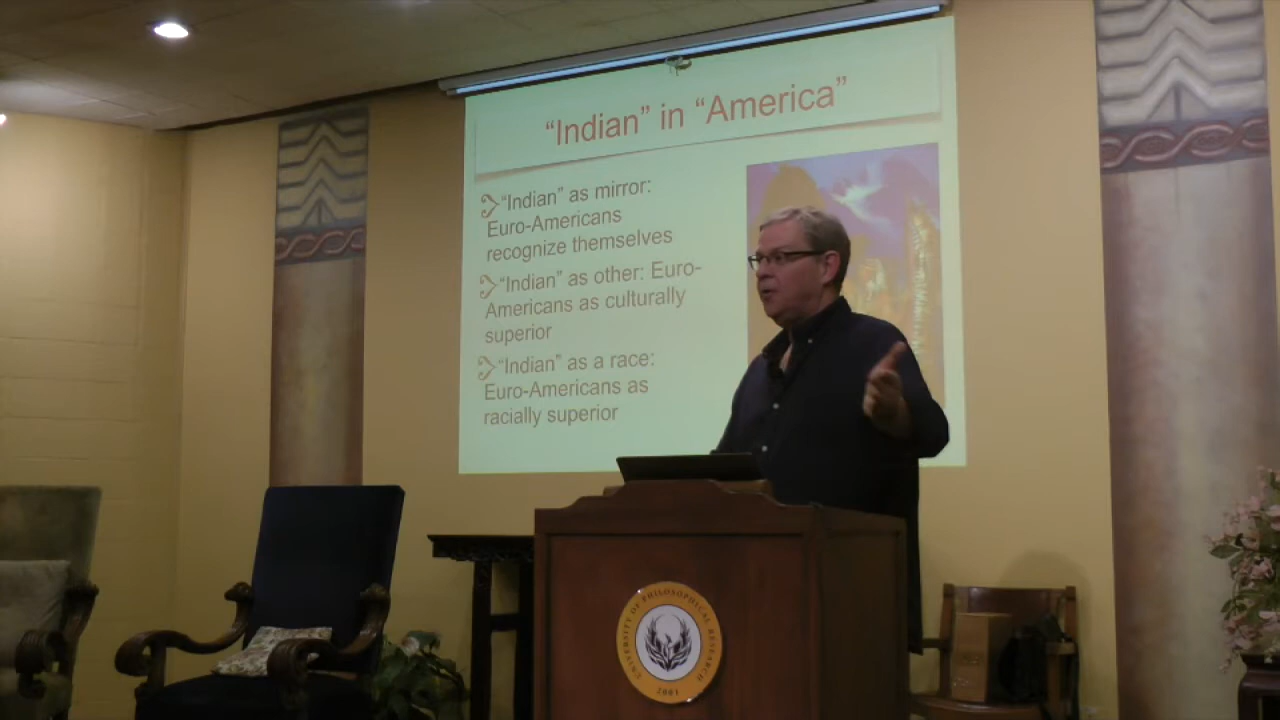 “Indian” in “America”
“Indian” as mirror:
Euro-Americans
recognize themselves
“Indian” as other: Euro-
Americans as culturally
superior
“Indian” as a race:
Euro-Americans as
racially superior
UNIVERSITY OF PHILOSOPHICAL RESEARCH
2001